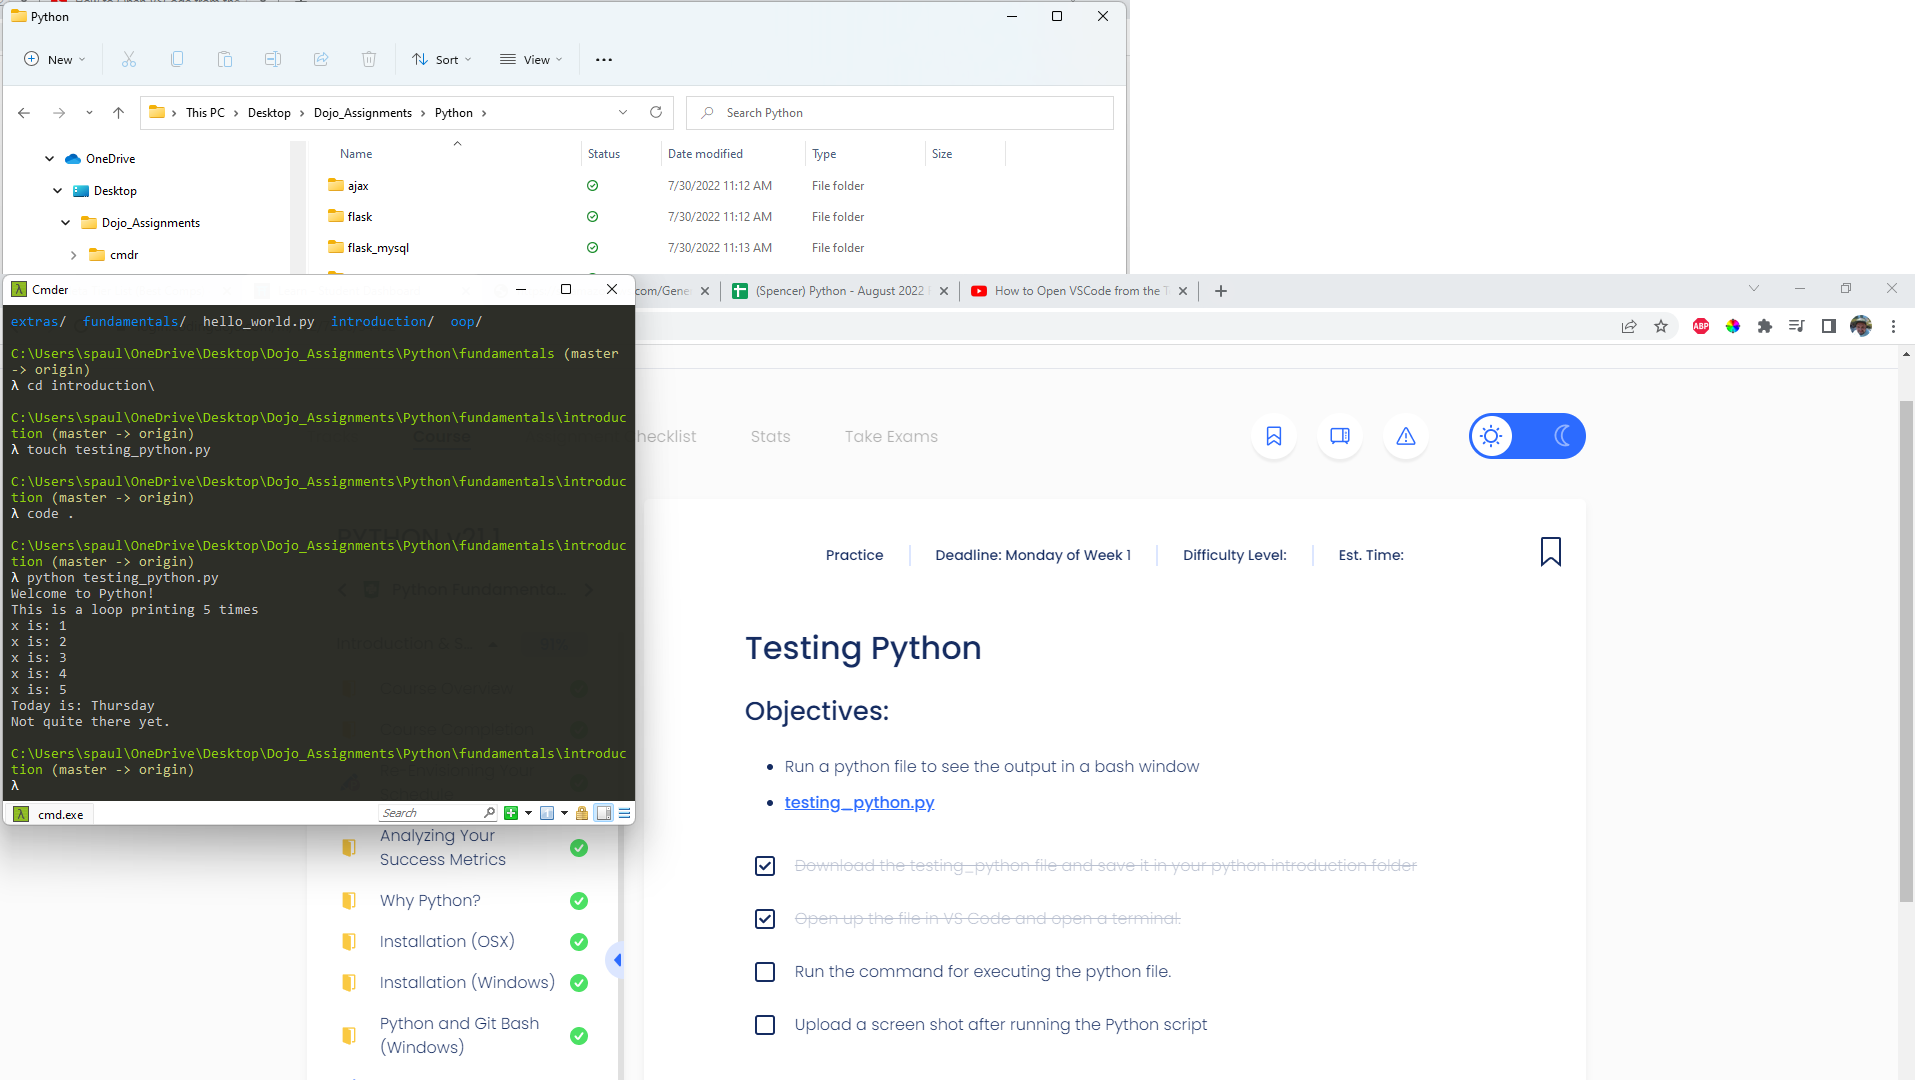 Python
New
Sort
View
This PC
Desktop
Dojo_Assignments
Python
Search Python
OneDrive
Desktop
Dojo_Assignments
cmdr
Name Status Date modified Type Size
ajax 7/30/2022 11:12 AM File folder
flask 7/30/2022 11:12 AM File folder
flask_mysql 7/30/2022 11:13 AM File folder
Cmder
extras/ fundamentals/ hello_world.py introduction/ oop/
C:\Users\spaul\OneDrive\Desktop\Dojo_Assignments\Python\fundamentals (master
-> origin)
λ cd introduction\
C:\Users\spaul\OneDrive\Desktop\Dojo_Assignments\Python\fundamentals\introduc
tion (master -> origin)
λ touch testing_python.py
C:\Users\spaul\OneDrive\Desktop\Dojo_Assignments\Python\fundamentals\introduc
tion (master -> origin)
λ code .
C:\Users\spaul\OneDrive\Desktop\Dojo_Assignments\Python\fundamentals\introduc
tion (master -> origin)
λ python testing_python.py
Welcome to Python!
This is a loop printing 5 times
x is: 1
x is: 2
x is: 3
x is: 4
x is: 5
Today is: Thursday
Not quite there yet.
C:\Users\spaul\OneDrive\Desktop\Dojo_Assignments\Python\fundamentals\introduc
tion (master -> origin)
λ
cmd.exe
Search
com/Gene
(Spencer) Python - August 2022
How to Open VSCode from the T
ABP
Course
hecklist
Stats
Take Exams
Analyzing Your
Success Metrics
Why Python?
Installation (OSX)
Installation (Windows)
Python and Git Bash
(Windows)
Practice
Deadline: Monday of Week 1
Difficulty Level:
Est. Time:
Testing Python
Objectives:
Run a python file to see the output in a bash window
testing_python.py
Download the testing_python file and save it in your python introduction folder
Open up the file in VS Code and open a terminal.
Run the command for executing the python file.
Upload a screen shot after running the Python script